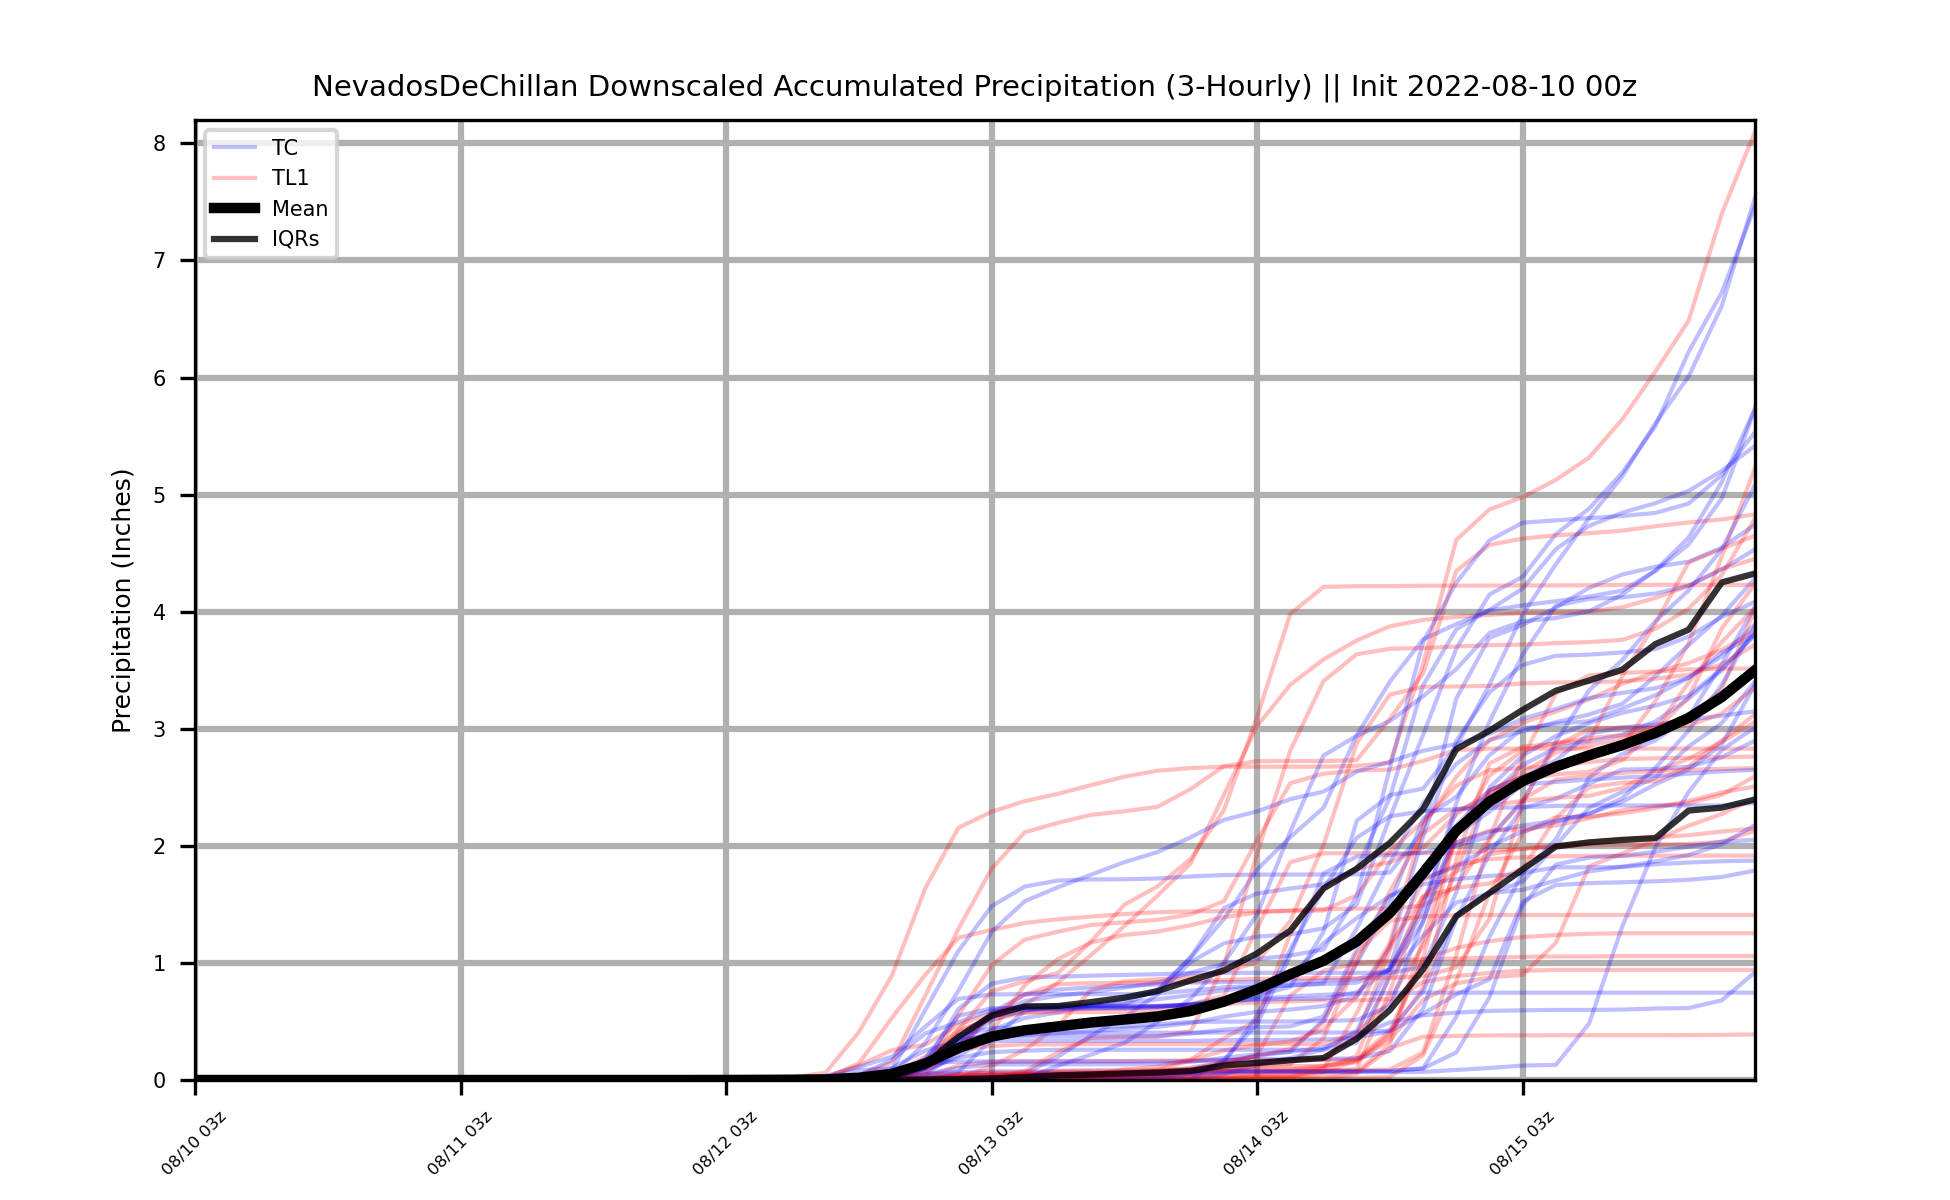 NevadosDeChillan Downscaled Accumulated Precipitation (3-Hourly) || Init 2022-08-10 00z
TC
TL1
Mean
IQRs
Precipitation (Inches)
8
7
6
5
4
3
2
1
0
08/10 03z
08/11 03z
08/12 03z
08/13 03z
08/14 03z
08/15 03z